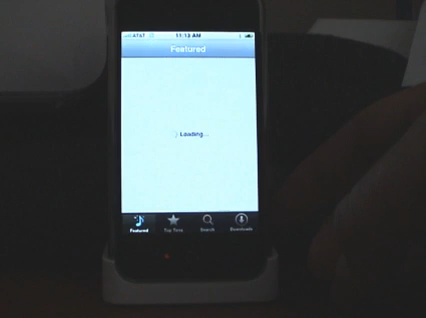 AT&T 11:13 AM
Featured
Loading...
Featured Top Tens Search Downloads